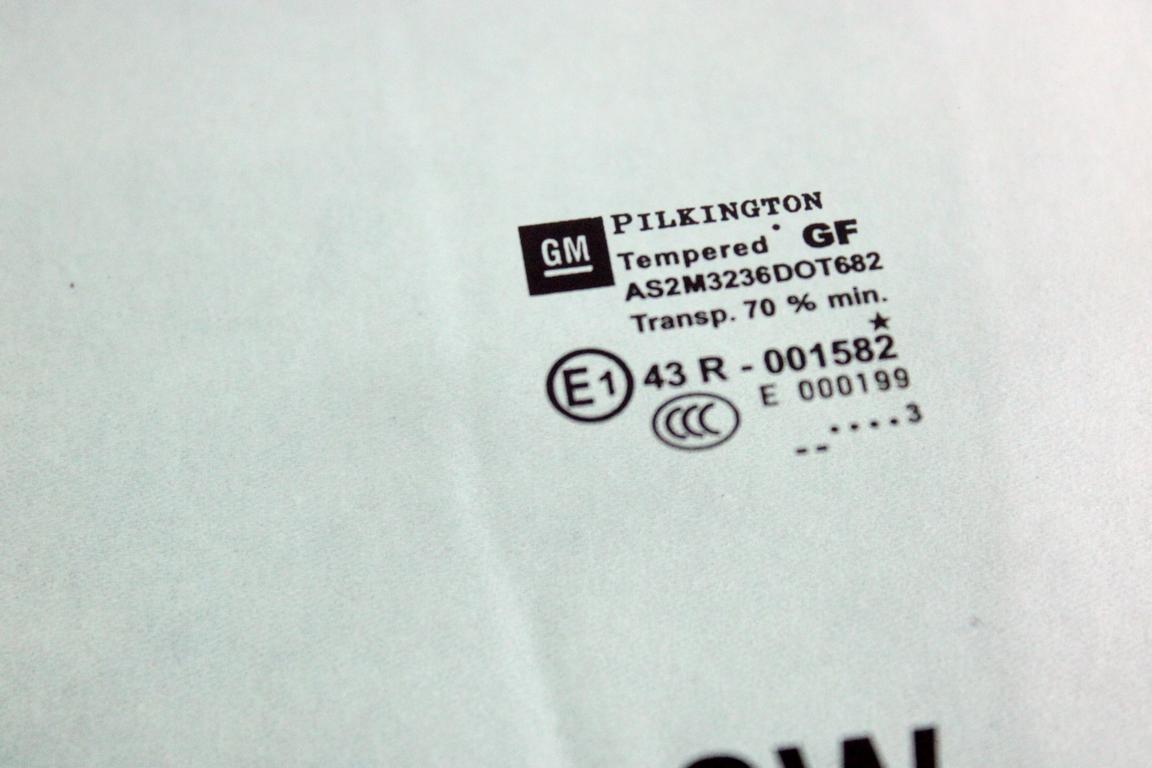 GM
PILKINGTON
Tempered GF
AS2M3236DOT682
Transp. 70 % min.
E1 43 R - 001582
CCC E 000199
--....3